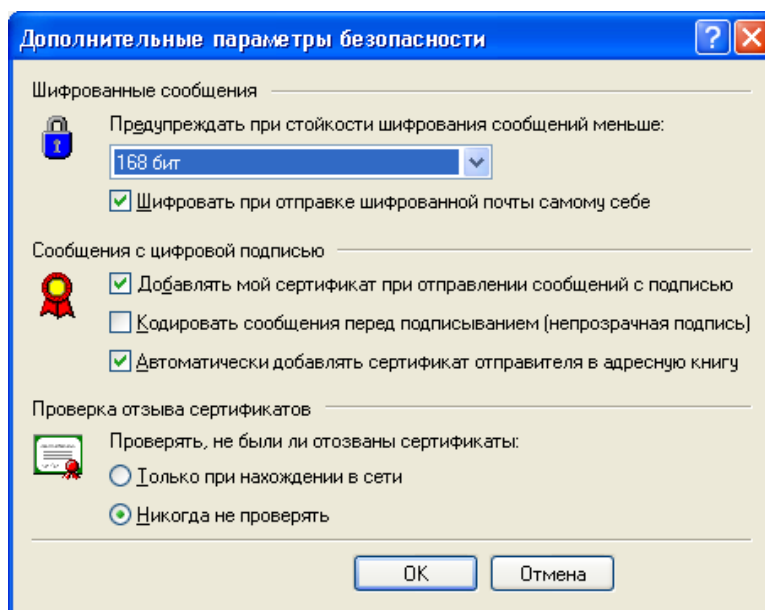 Дополнительные параметры безопасности
Шифрованные сообщения
Предупреждать при стойкости шифрования сообщений меньше:
168 бит
Шифровать при отправке шифрованной почты самому себе
Сообщения с цифровой подписью
Добавлять мой сертификат при отправлении сообщений с подписью
Кодировать сообщения перед подписыванием (непрозрачная подпись)
Автоматически добавлять сертификат отправителя в адресную книгу
Проверка отзыва сертификатов
Проверять, не были ли отозваны сертификаты:
Только при нахождении в сети
Никогда не проверять
OK
Отмена